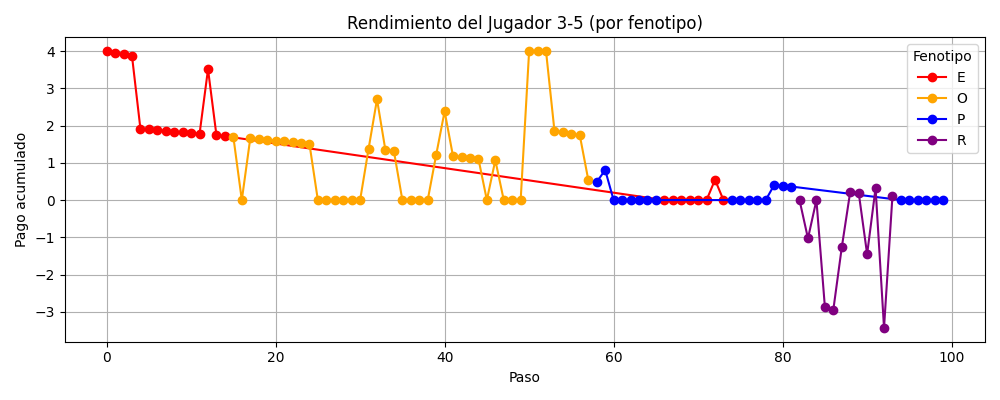 Rendimiento del Jugador 3-5 (por fenotipo)
Pago acumulado
4
3
2
1
0
−1
−2
−3
0 20 40 60 80 100
Paso
Fenotipo
E
O
P
R